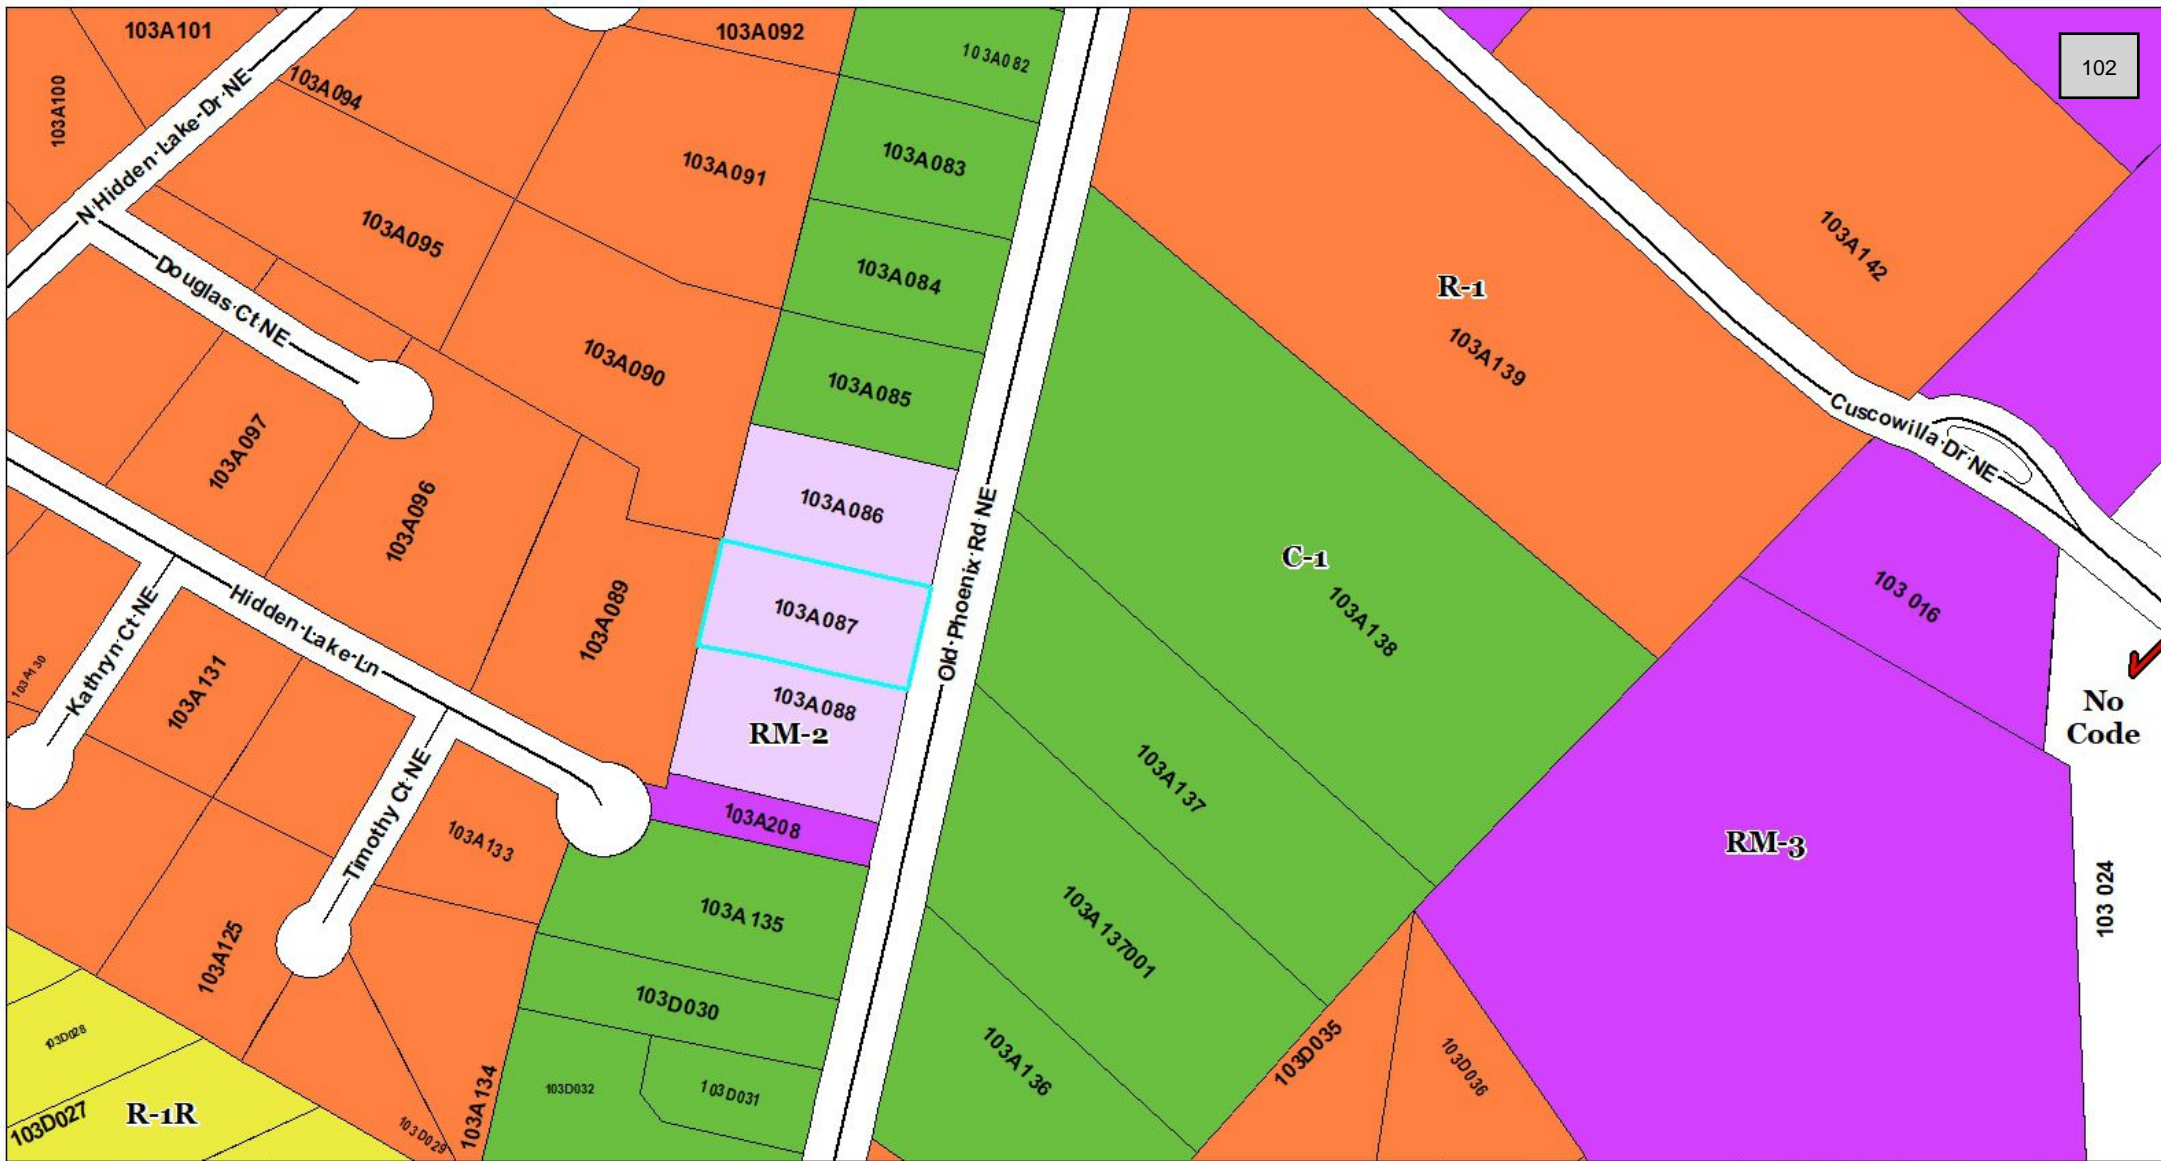 103A101
103A092
103A082
102
103A100
103A094
N Hidden Lake Dr NE
103A091
103A083
103A095
103A142
Douglas Ct NE
103A084
R-1
103A139
103A090
103A085
Cuscowilla Dr NE
103A097
103A096
103A086
Old Phoenix Rd NE
C-1
103A138
103 016
103A089
103A087
Hidden Lake Ln
Kathryn Ct NE
103A130
103A131
103A088
RM-2
No
Code
103A137
103A208
Timothy Ct NE
103A133
RM-3
103 024
103A135
103A137001
103A125
103D030
103D028
103A136
103D035
103D036
103D032
103D031
103D027
R-1R
103D029
103A134